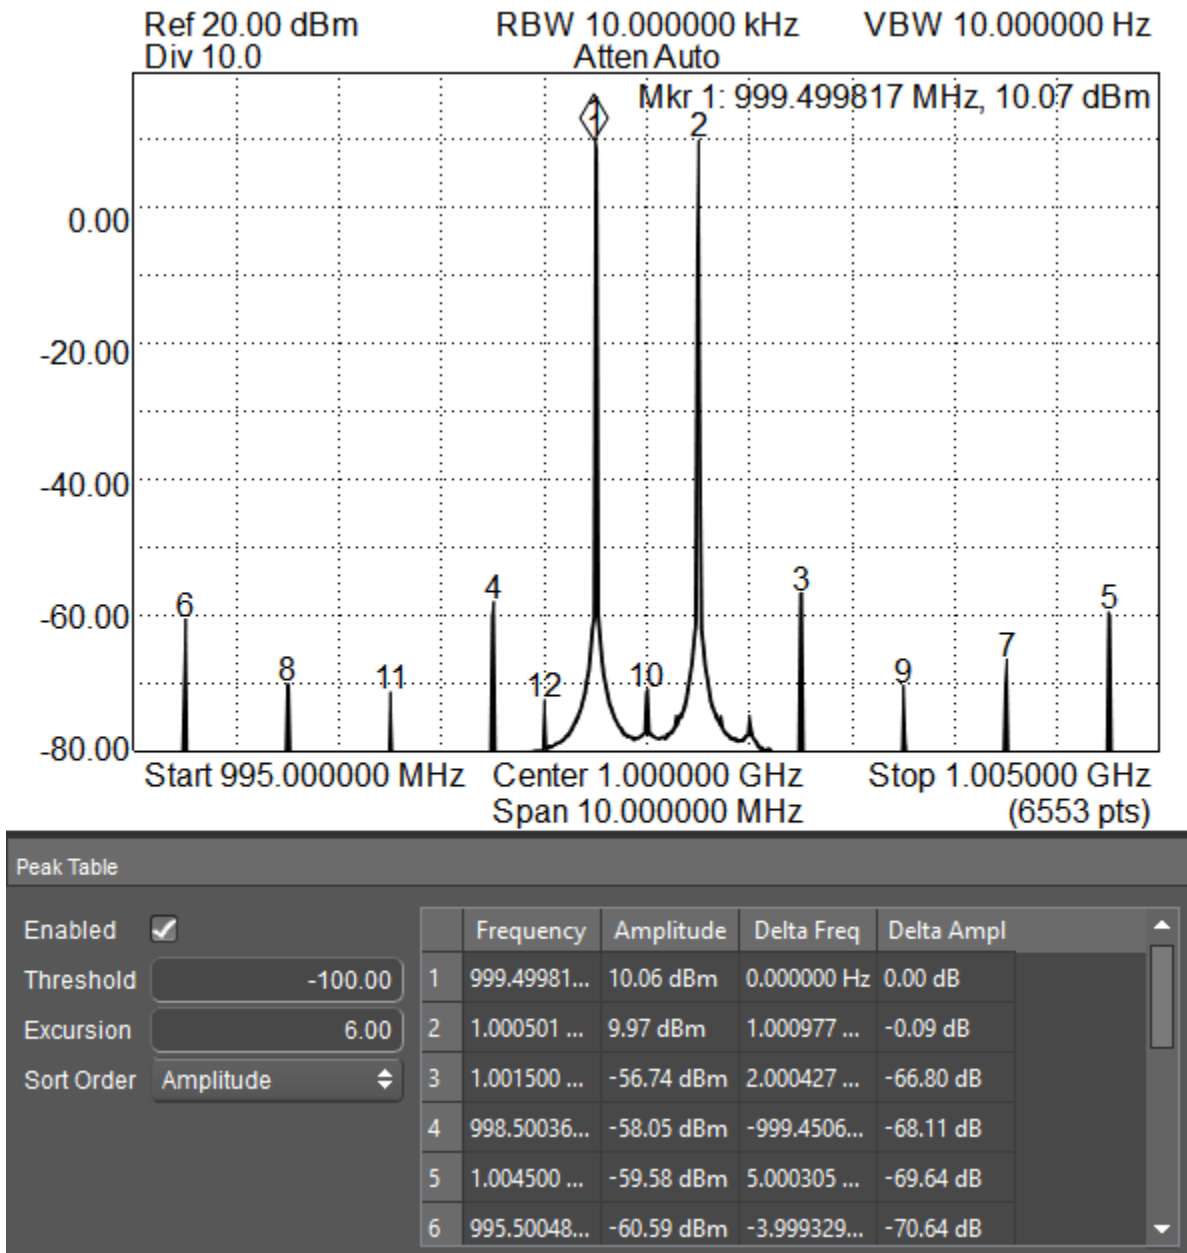 Ref 20.00 dBm RBW 10.000000 kHz VBW 10.000000 Hz
Div 10.0 Atten Auto
Mkr 1: 999.499817 MHz, 10.07 dBm
1 2
0.00
-20.00
-40.00
-60.00
-80.00
6 8 11 4 12 10 3 9 7 5
Start 995.000000 MHz Center 1.000000 GHz Stop 1.005000 GHz
Span 10.000000 MHz (6553 pts)
Peak Table
Enabled
Threshold -100.00
Excursion 6.00
Sort Order Amplitude
Frequency Amplitude Delta Freq Delta Ampl
1 999.49981... 10.06 dBm 0.000000 Hz 0.00 dB
2 1.000501 ... 9.97 dBm 1.000977 ... -0.09 dB
3 1.001500 ... -56.74 dBm 2.000427 ... -66.80 dB
4 998.50036... -58.05 dBm -999.4506... -68.11 dB
5 1.004500 ... -59.58 dBm 5.000305 ... -69.64 dB
6 995.50048... -60.59 dBm -3.999329... -70.64 dB